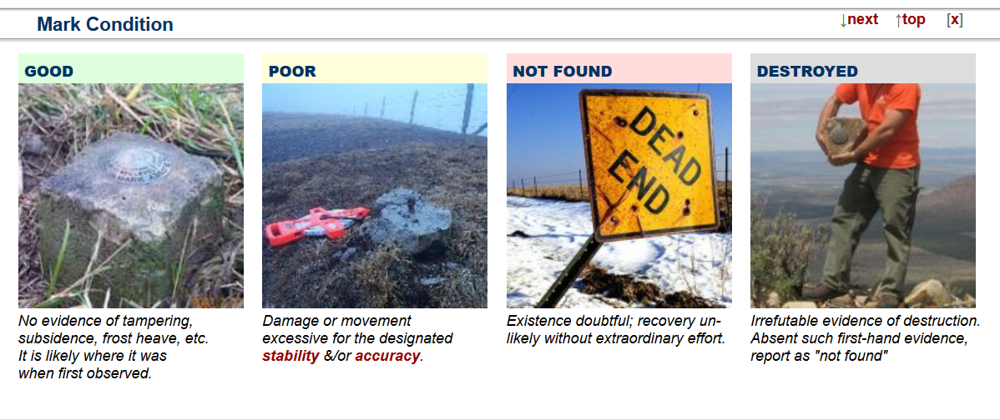 Mark Condition
↓next ↑top [x]
GOOD
No evidence of tampering,
subsidence, frost heave, etc.
It is likely where it was
when first observed.
POOR
Damage or movement
excessive for the designated
stability &/or accuracy.
NOT FOUND
DEAD
END
Existence doubtful; recovery un-
likely without extraordinary effort.
DESTROYED
Irrefutable evidence of destruction.
Absent such first-hand evidence,
report as "not found"